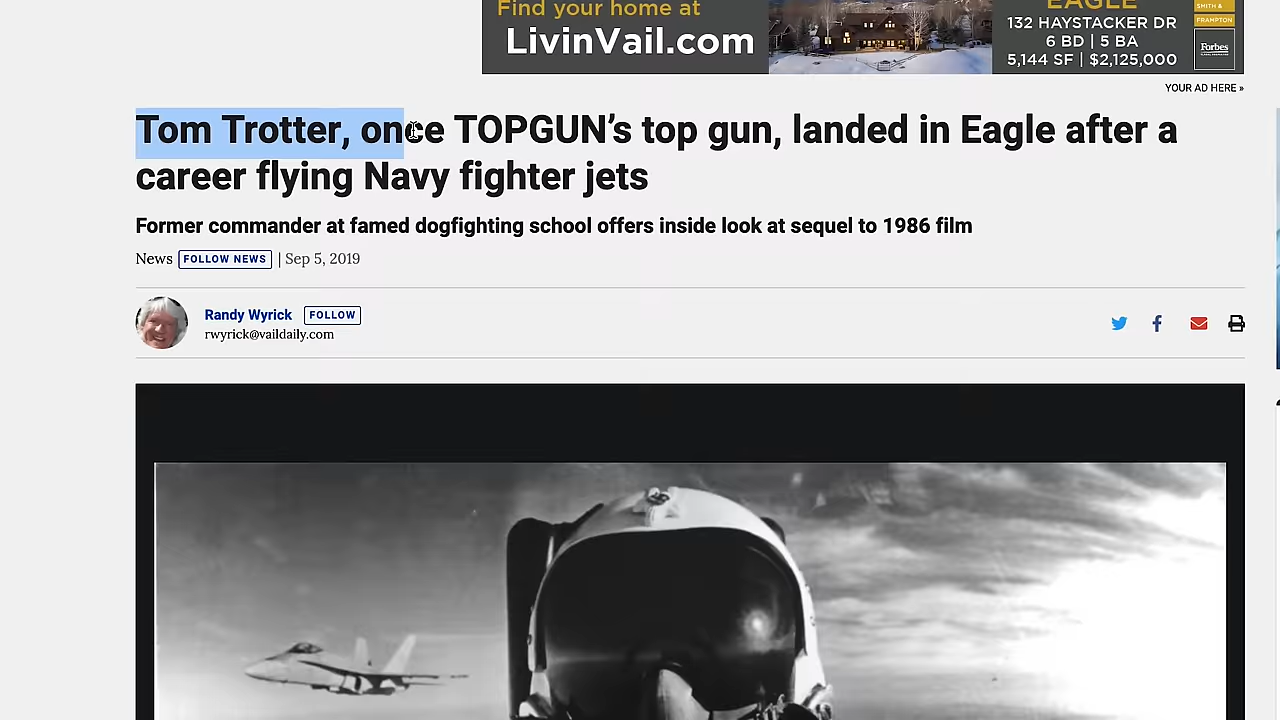 Find your home at
LivinVail.com
EAGLE
132 HAYSTACKER DR
6 BD | 5 BA
5,144 SF | $2,125,000
SMITH &
FRAMPTON
Forbes
YOUR AD HERE »
Tom Trotter, once TOPGUN’s top gun, landed in Eagle after a
career flying Navy fighter jets
Former commander at famed dogfighting school offers inside look at sequel to 1986 film
News FOLLOW NEWS | Sep 5, 2019
Randy Wyrick FOLLOW
rwyrick@vaildaily.com